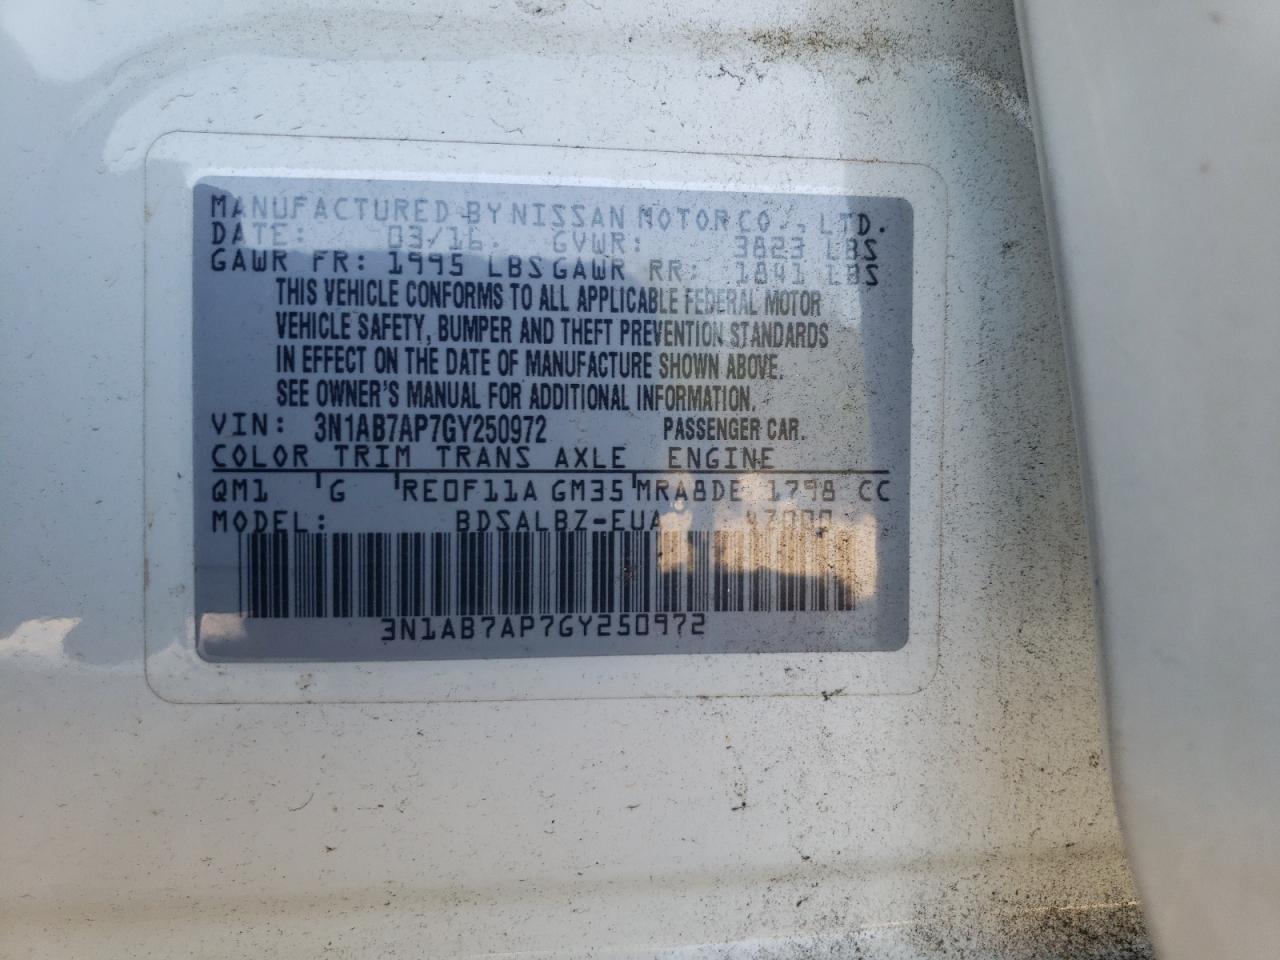 MANUFACTURED BY NISSAN MOTOR CO., LTD.
DATE: 03/16. GVWR: 3823 LBS
GAWR FR: 1995 LBS GAWR RR: 1841 LBS
THIS VEHICLE CONFORMS TO ALL APPLICABLE FEDERAL MOTOR
VEHICLE SAFETY, BUMPER AND THEFT PREVENTION STANDARDS
IN EFFECT ON THE DATE OF MANUFACTURE SHOWN ABOVE.
SEE OWNER'S MANUAL FOR ADDITIONAL INFORMATION.
VIN: 3N1AB7AP7GY250972 PASSENGER CAR.
COLOR TRIM TRANS AXLE ENGINE
QM1 G RE0F11A GM35 MRA8DE 1798 CC
MODEL:
3N1AB7AP7GY250972